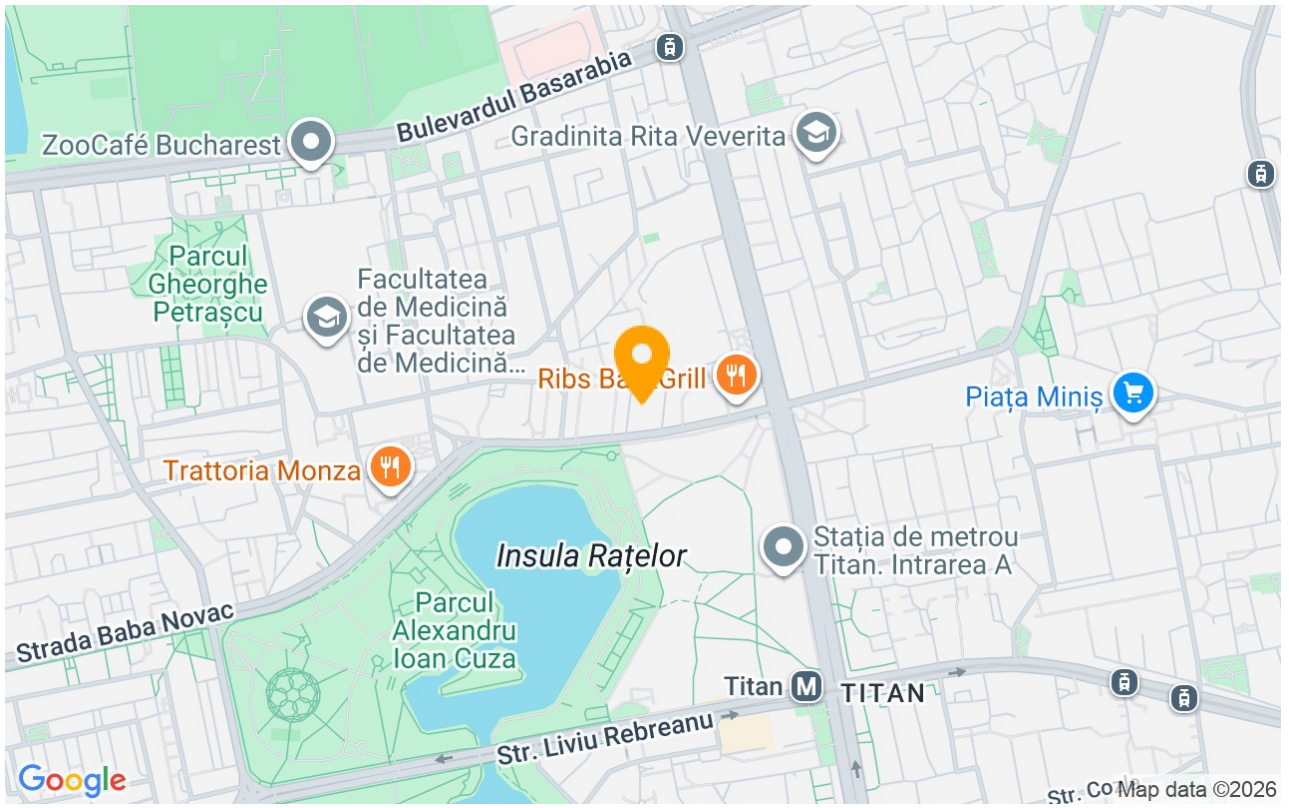 Bulevardul Basarabia
ZooCafé Bucharest
Gradinita Rita Veverita
Parcul
Gheorghe
Petrașcu
Facultatea
de Medicină
și Facultatea
de Medicină...
Ribs Grill
Piața Miniș
Trattoria Monza
Insula Rațelor
Stația de metrou
Titan. Intrarea A
Parcul
Alexandru
Ioan Cuza
Strada Baba Novac
Titan M
TITAN
Str. Liviu Rebreanu
Google
Str.
Map data ©2026